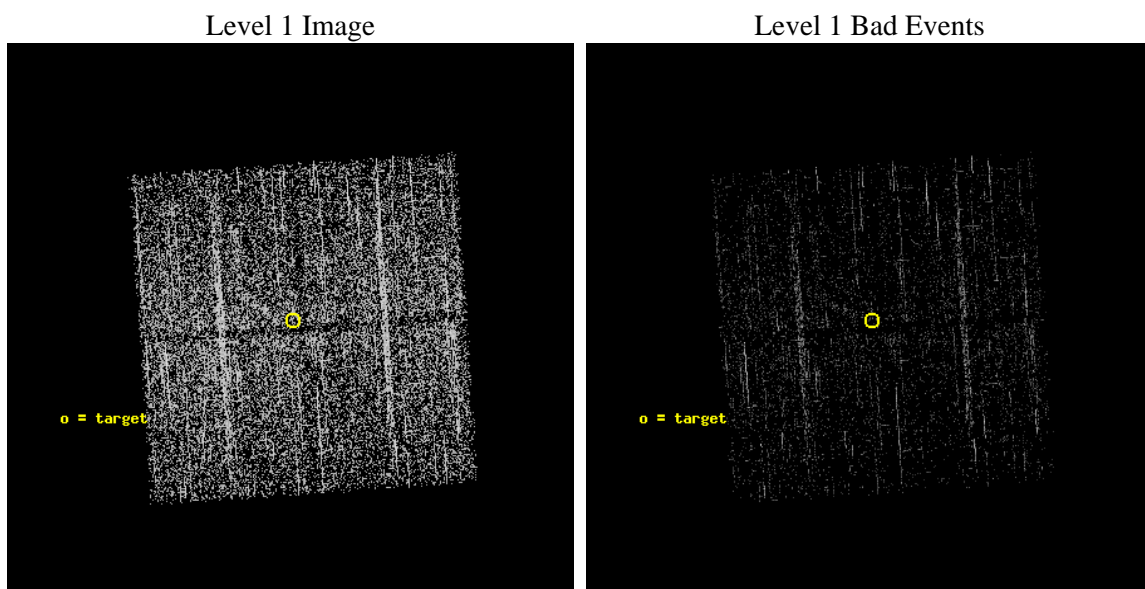 Level 1 Image
Level 1 Bad Events
o = target
o = target